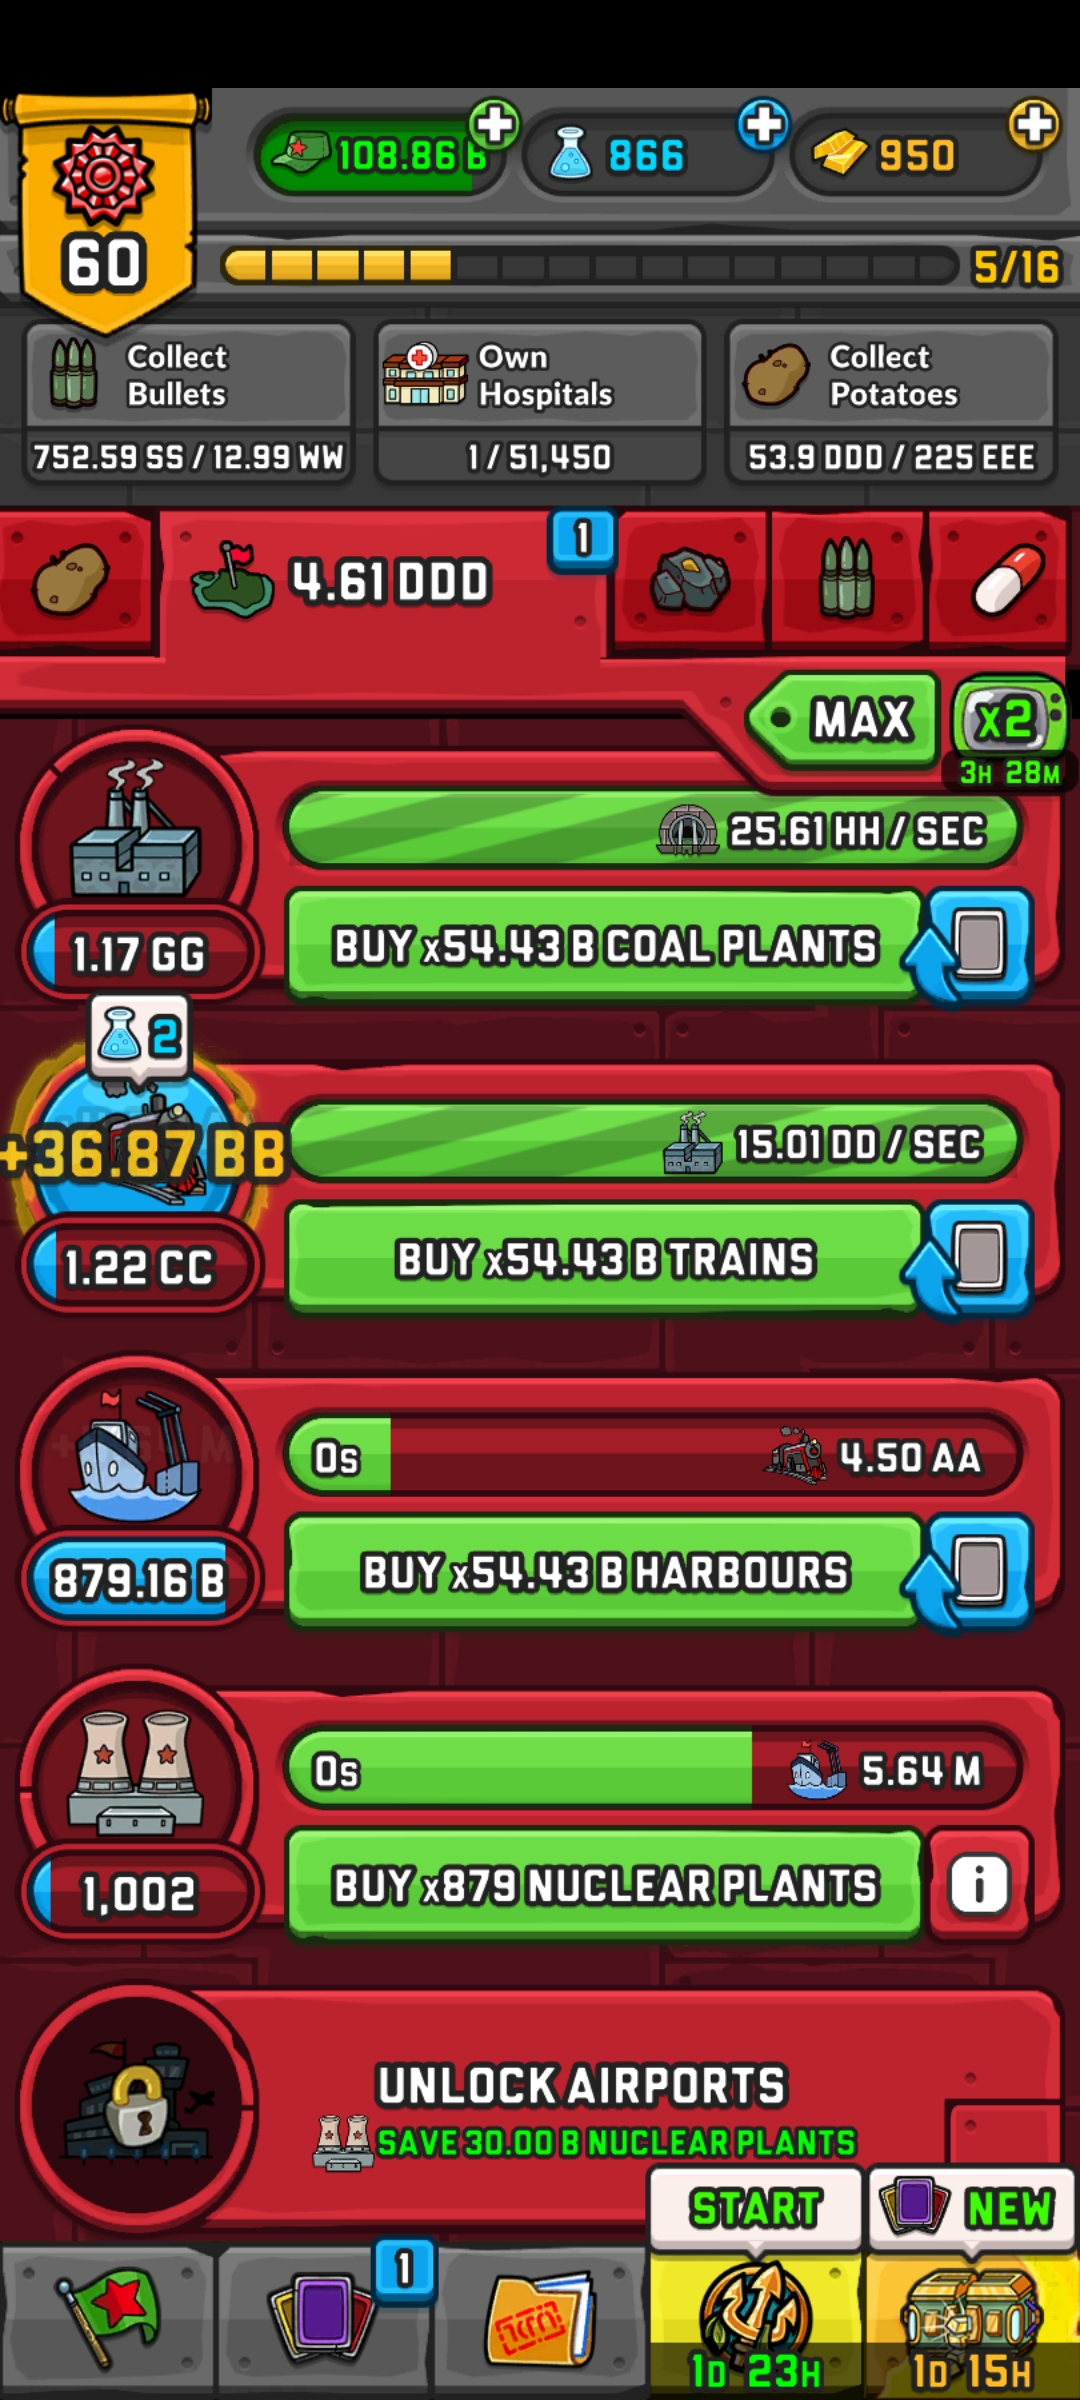 60
108.86 B
866
950
5/16
Collect
Bullets
752.59 SS / 12.99 WW
Own
Hospitals
1 / 51,450
Collect
Potatoes
53.9 DDD / 225 EEE
4.61 DDD
1
MAX
x2
3H 28M
25.61 HH / SEC
1.17 GG
BUY x54.43 B COAL PLANTS
2
+36.87 BB
15.01 DD / SEC
1.22 CC
BUY x54.43 B TRAINS
0s
4.50 AA
879.16 B
BUY x54.43 B HARBOURS
0s
5.64 M
1,002
BUY x879 NUCLEAR PLANTS
i
UNLOCK AIRPORTS
SAVE 30.00 B NUCLEAR PLANTS
START
NEW
1
1D 23H
1D 15H